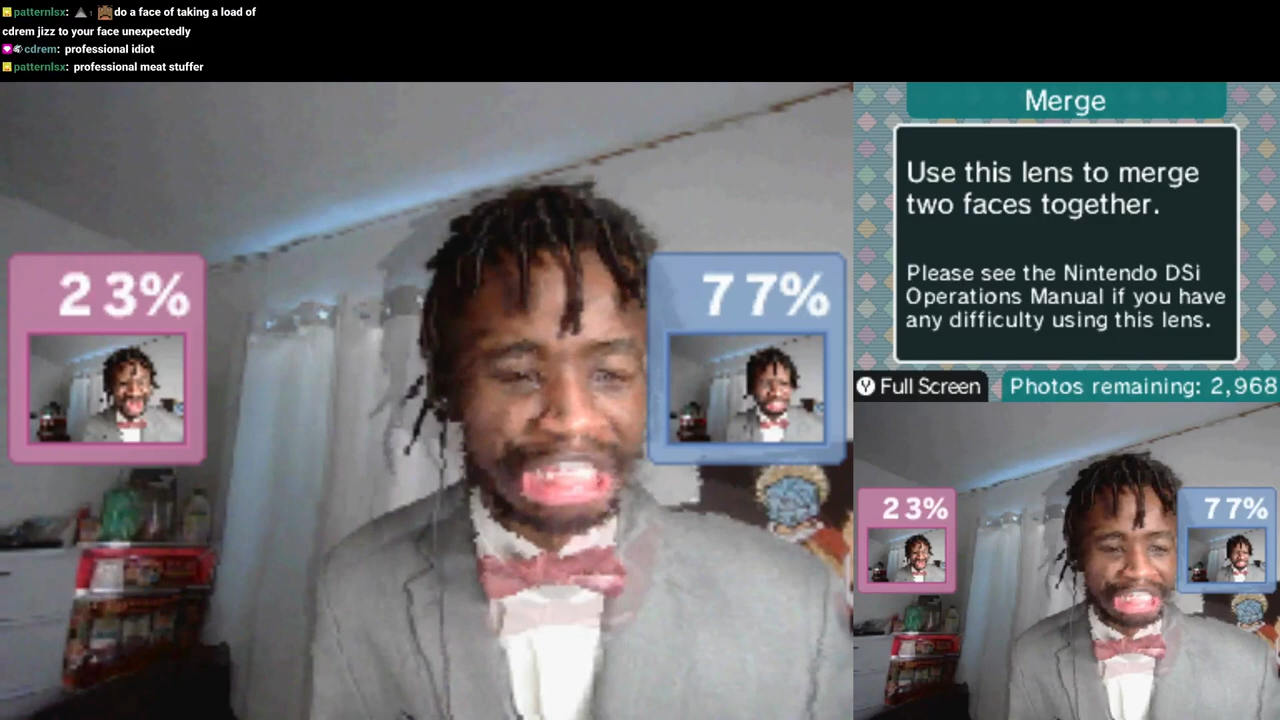 patternlsx: 1 do a face of taking a load of
cdrem jizz to your face unexpectedly
cdrem: professional idiot
patternlsx: professional meat stuffer
Merge
Use this lens to merge
two faces together.
Please see the Nintendo DSi
Operations Manual if you have
any difficulty using this lens.
Y Full Screen
Photos remaining: 2,968
23%
77%
23%
77%